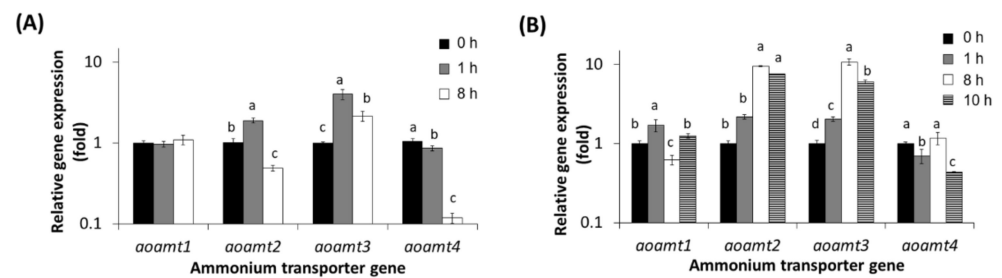 (A)
Relative gene expression
(fold)
10
1
0.1
0 h
1 h
8 h
b a c
c a b
a b c
aoamt1 aoamt2 aoamt3 aoamt4
Ammonium transporter gene
(B)
Relative gene expression
(fold)
10
1
0.1
0 h
1 h
8 h
10 h
b a c b
b b a a
d c a b
a b a c
aoamt1 aoamt2 aoamt3 aoamt4
Ammonium transporter gene